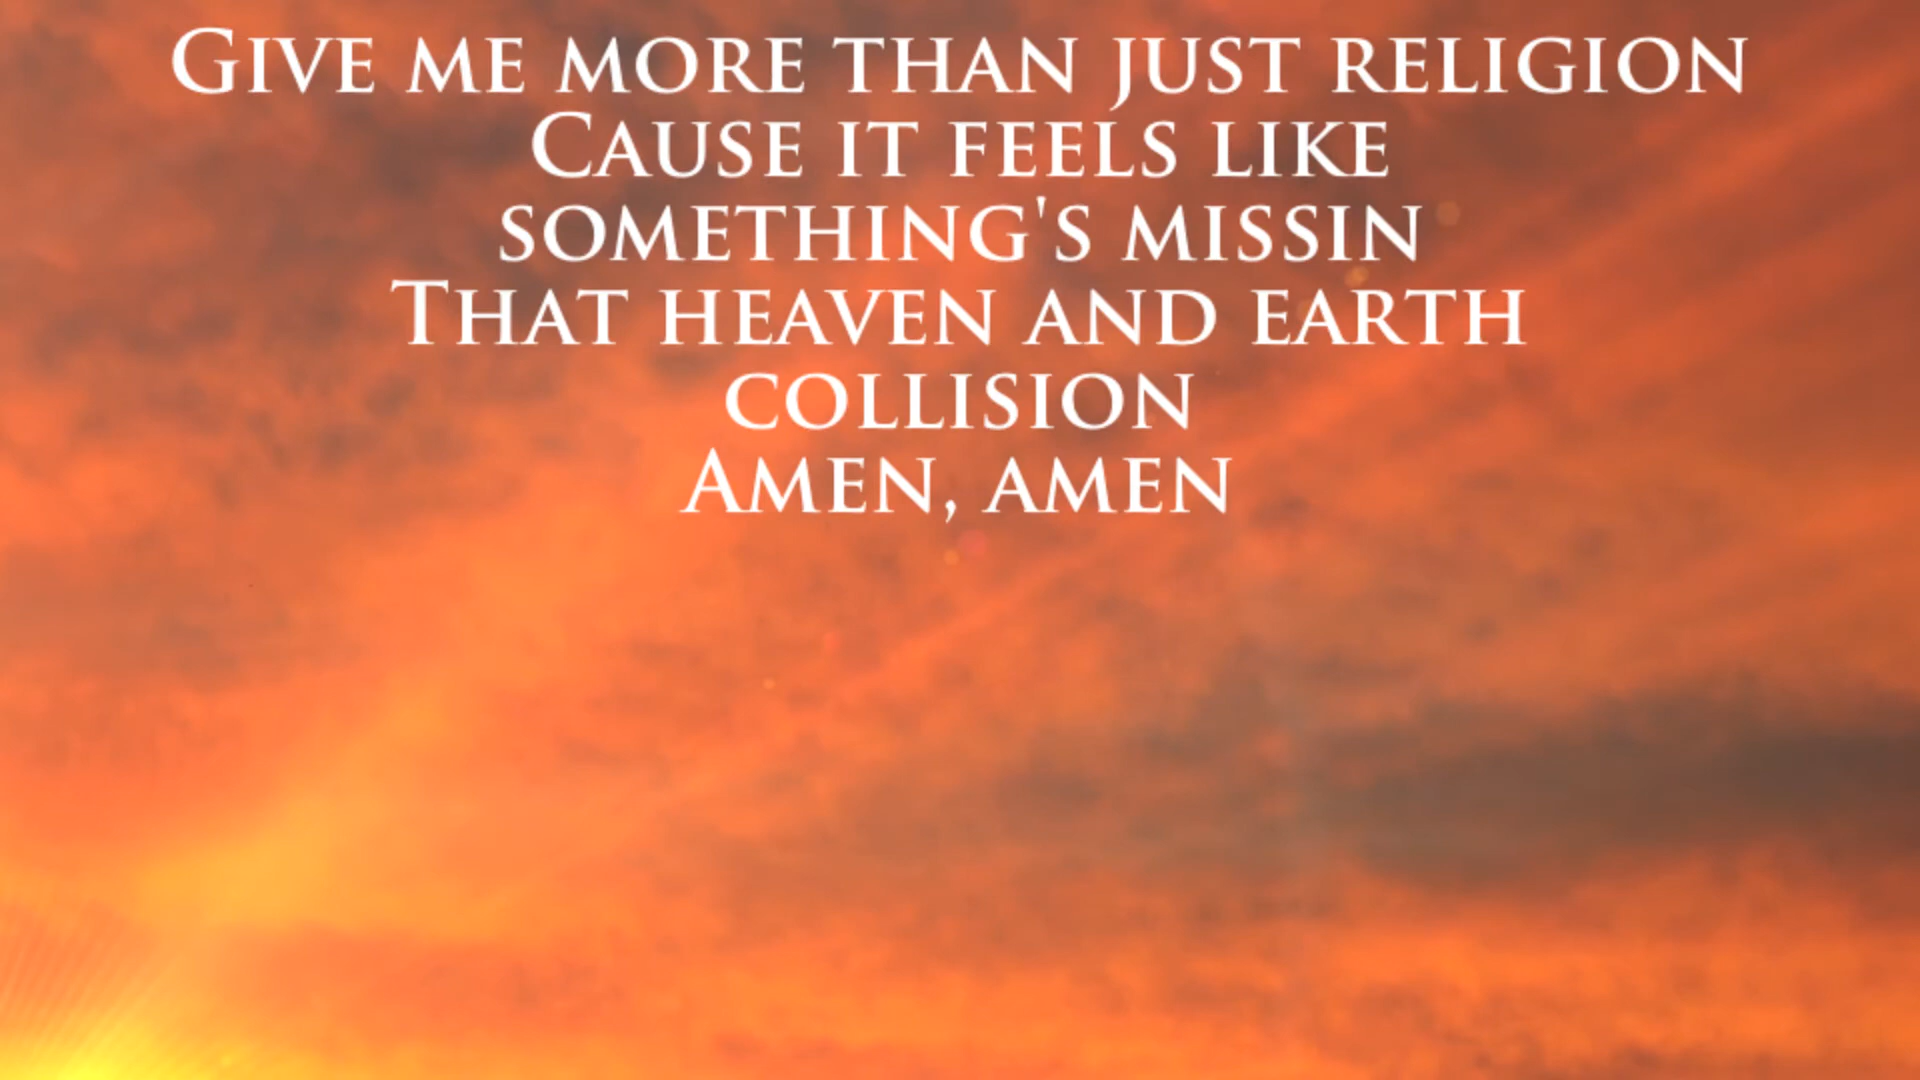 Give me more than just religion
Cause it feels like
something's missin
That heaven and earth
collision
Amen, amen